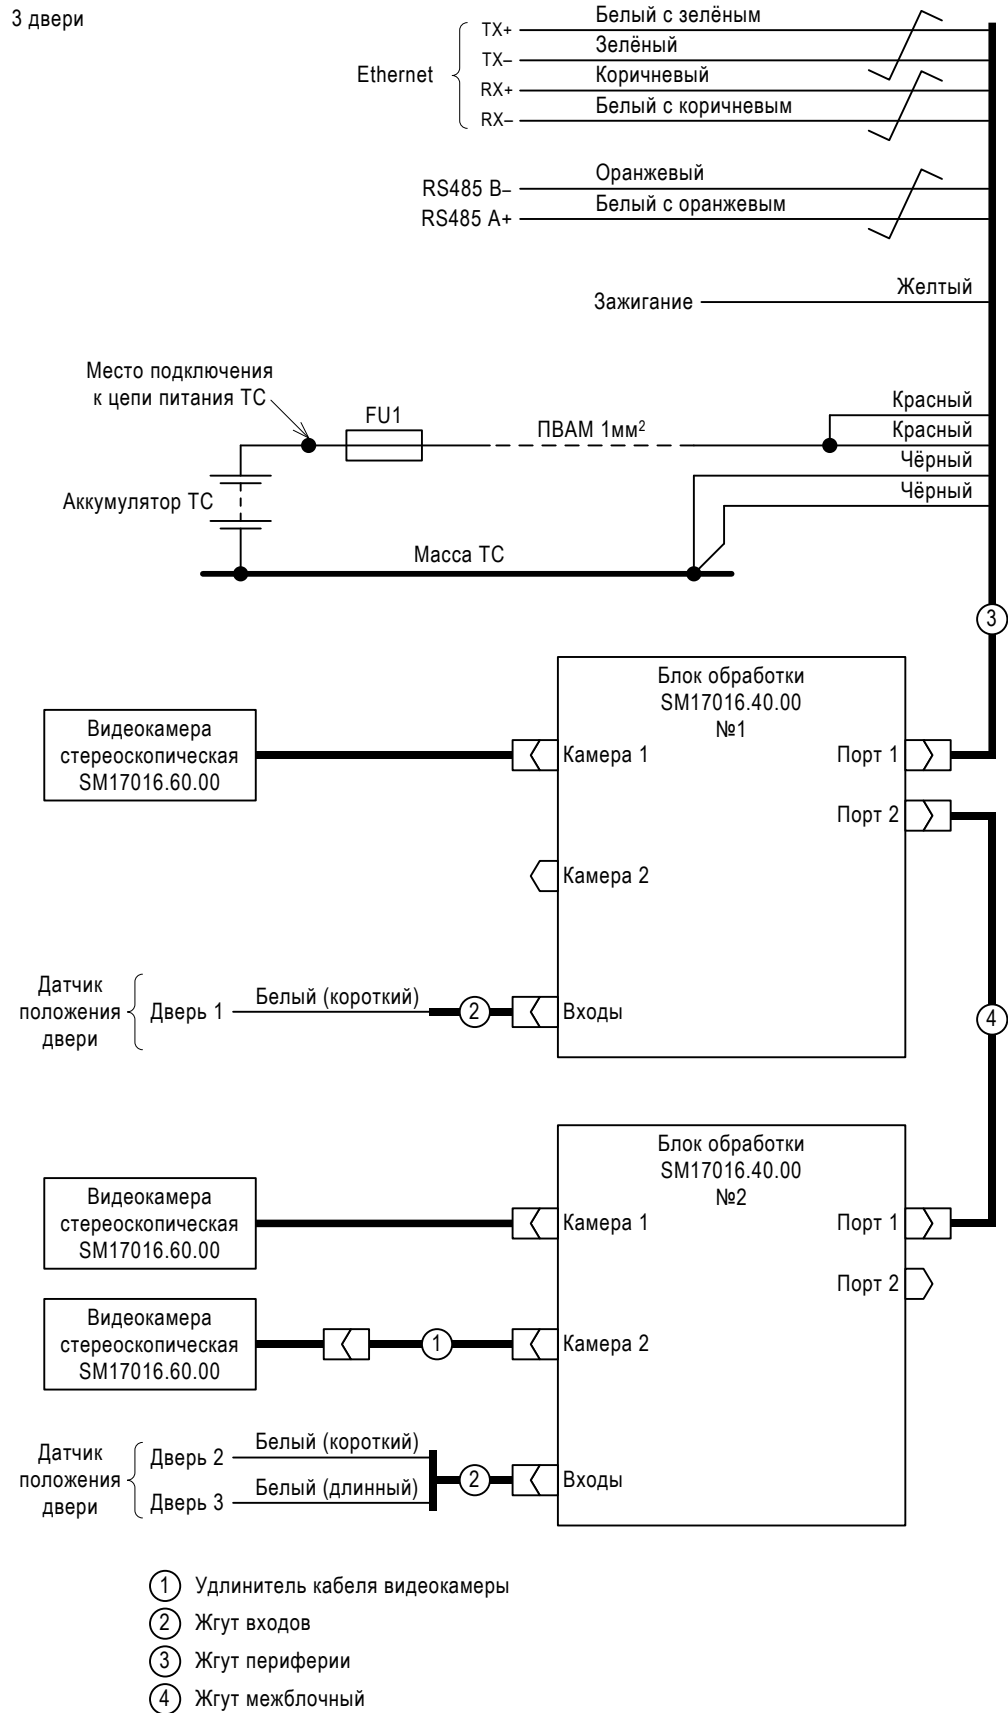 3 двери
Белый с зелёным
TX+
Зелёный
TX–
Ethernet
Коричневый
RX+
Белый с коричневым
RX–
Оранжевый
RS485 B–
Белый с оранжевым
RS485 A+
Желтый
Зажигание
Место подключения
к цепи питания ТС
FU1
ПВАМ 1мм²
Красный
Красный
Чёрный
Чёрный
Аккумулятор ТС
Масса ТС
3
Блок обработки
SM17016.40.00
№1
Видеокамера
стереоскопическая
SM17016.60.00
Камера 1
Порт 1
Порт 2
Камера 2
Датчик
положения
двери
Дверь 1
Белый (короткий)
2
Входы
4
Блок обработки
SM17016.40.00
№2
Видеокамера
стереоскопическая
SM17016.60.00
Камера 1
Порт 1
Порт 2
Видеокамера
стереоскопическая
SM17016.60.00
1
Камера 2
Датчик
положения
двери
Дверь 2
Белый (короткий)
Дверь 3
Белый (длинный)
2
Входы
1 Удлинитель кабеля видеокамеры
2 Жгут входов
3 Жгут периферии
4 Жгут межблочный